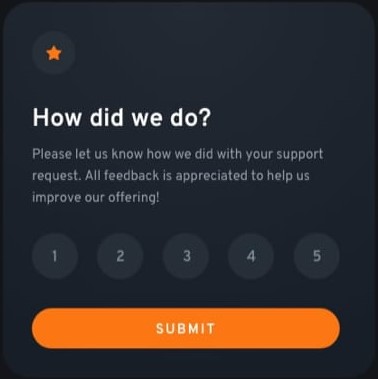 How did we do?
Please let us know how we did with your support
request. All feedback is appreciated to help us
improve our offering!
1 2 3 4 5
SUBMIT